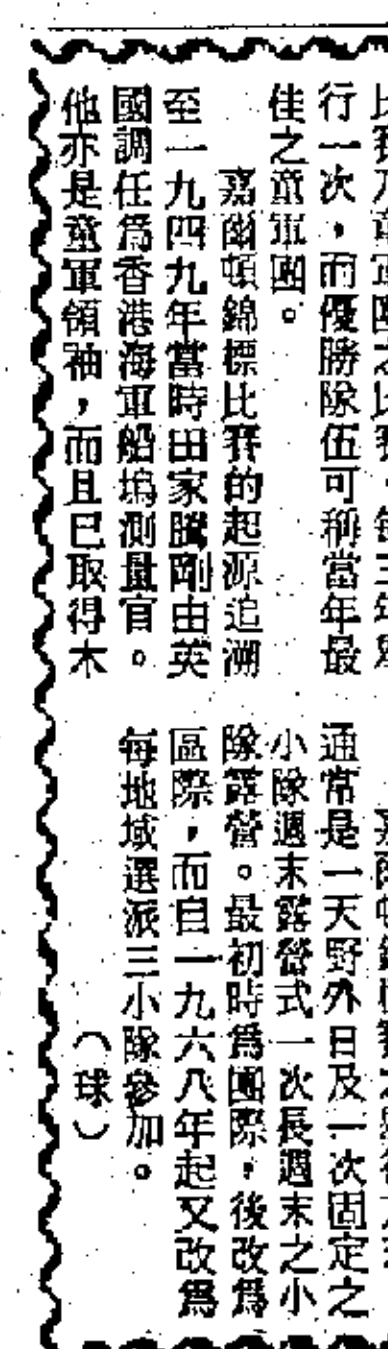 行一次，而優勝隊伍可稱當年最
佳之童軍團。
嘉爾頓錦標比賽的起源追溯
至一九四九年當時田家騰剛由英
國調任爲香港海軍船塢測量官。
他亦是童軍領袖，而且已取得木
通常是一天野外日及一次固定之
小隊週末露營式一次長週末之小
隊露營。最初時爲團際，後改爲
區際，而自一九六八年起又改爲
每地域選派三小隊參加。
（球）